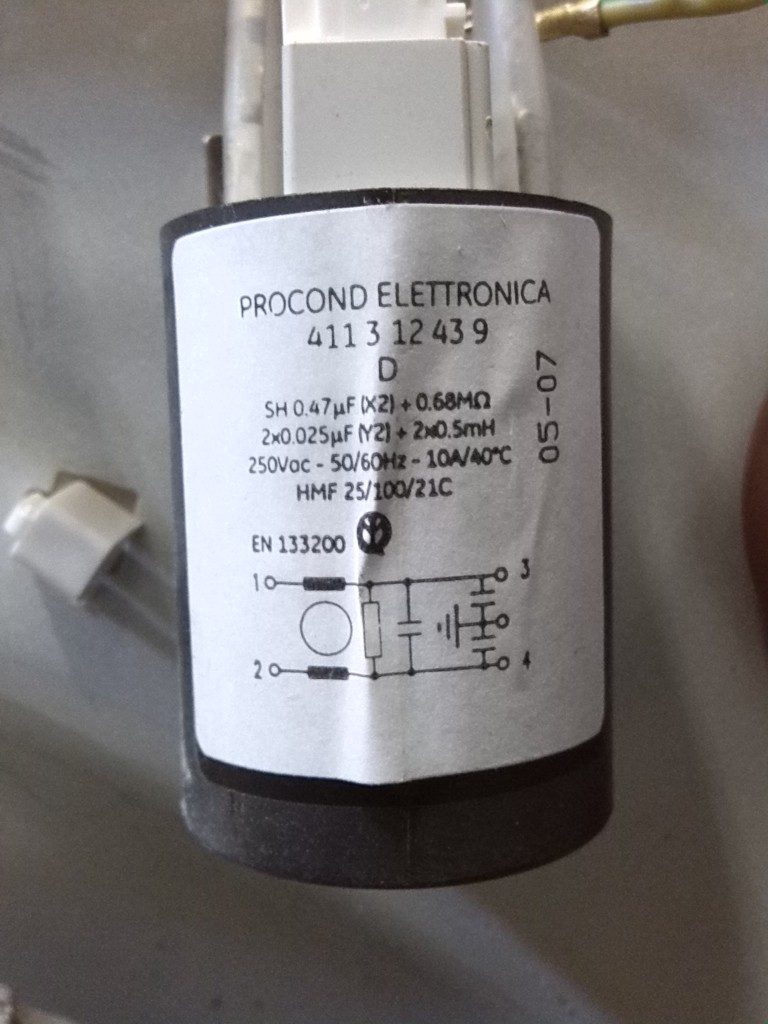 PROCOND ELETTRONICA
411 3 12 43 9
D
05-07
SH 0.47µF (X2) + 0.68MΩ
2x0.025µF (Y2) + 2x0.5mH
250Vac - 50/60Hz - 10A/40°C
HMF 25/100/21C
EN 133200
1 3
2 4